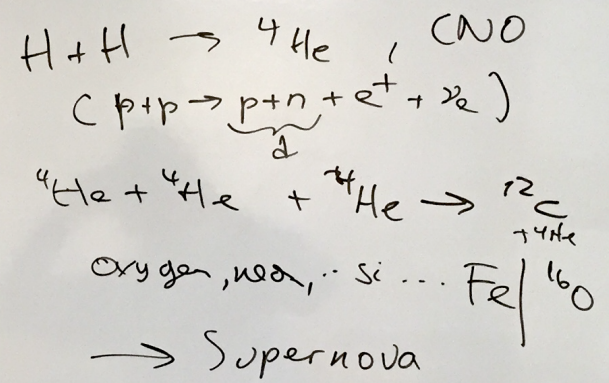 H + H → ⁴He , CNO
( p+p → p+n + e⁺ + νe )
d
⁴He + ⁴He + ⁴He → ¹²C
+ ⁴He
oxygen, neon, ·· si ... Fe | ¹⁶O
→ Supernova